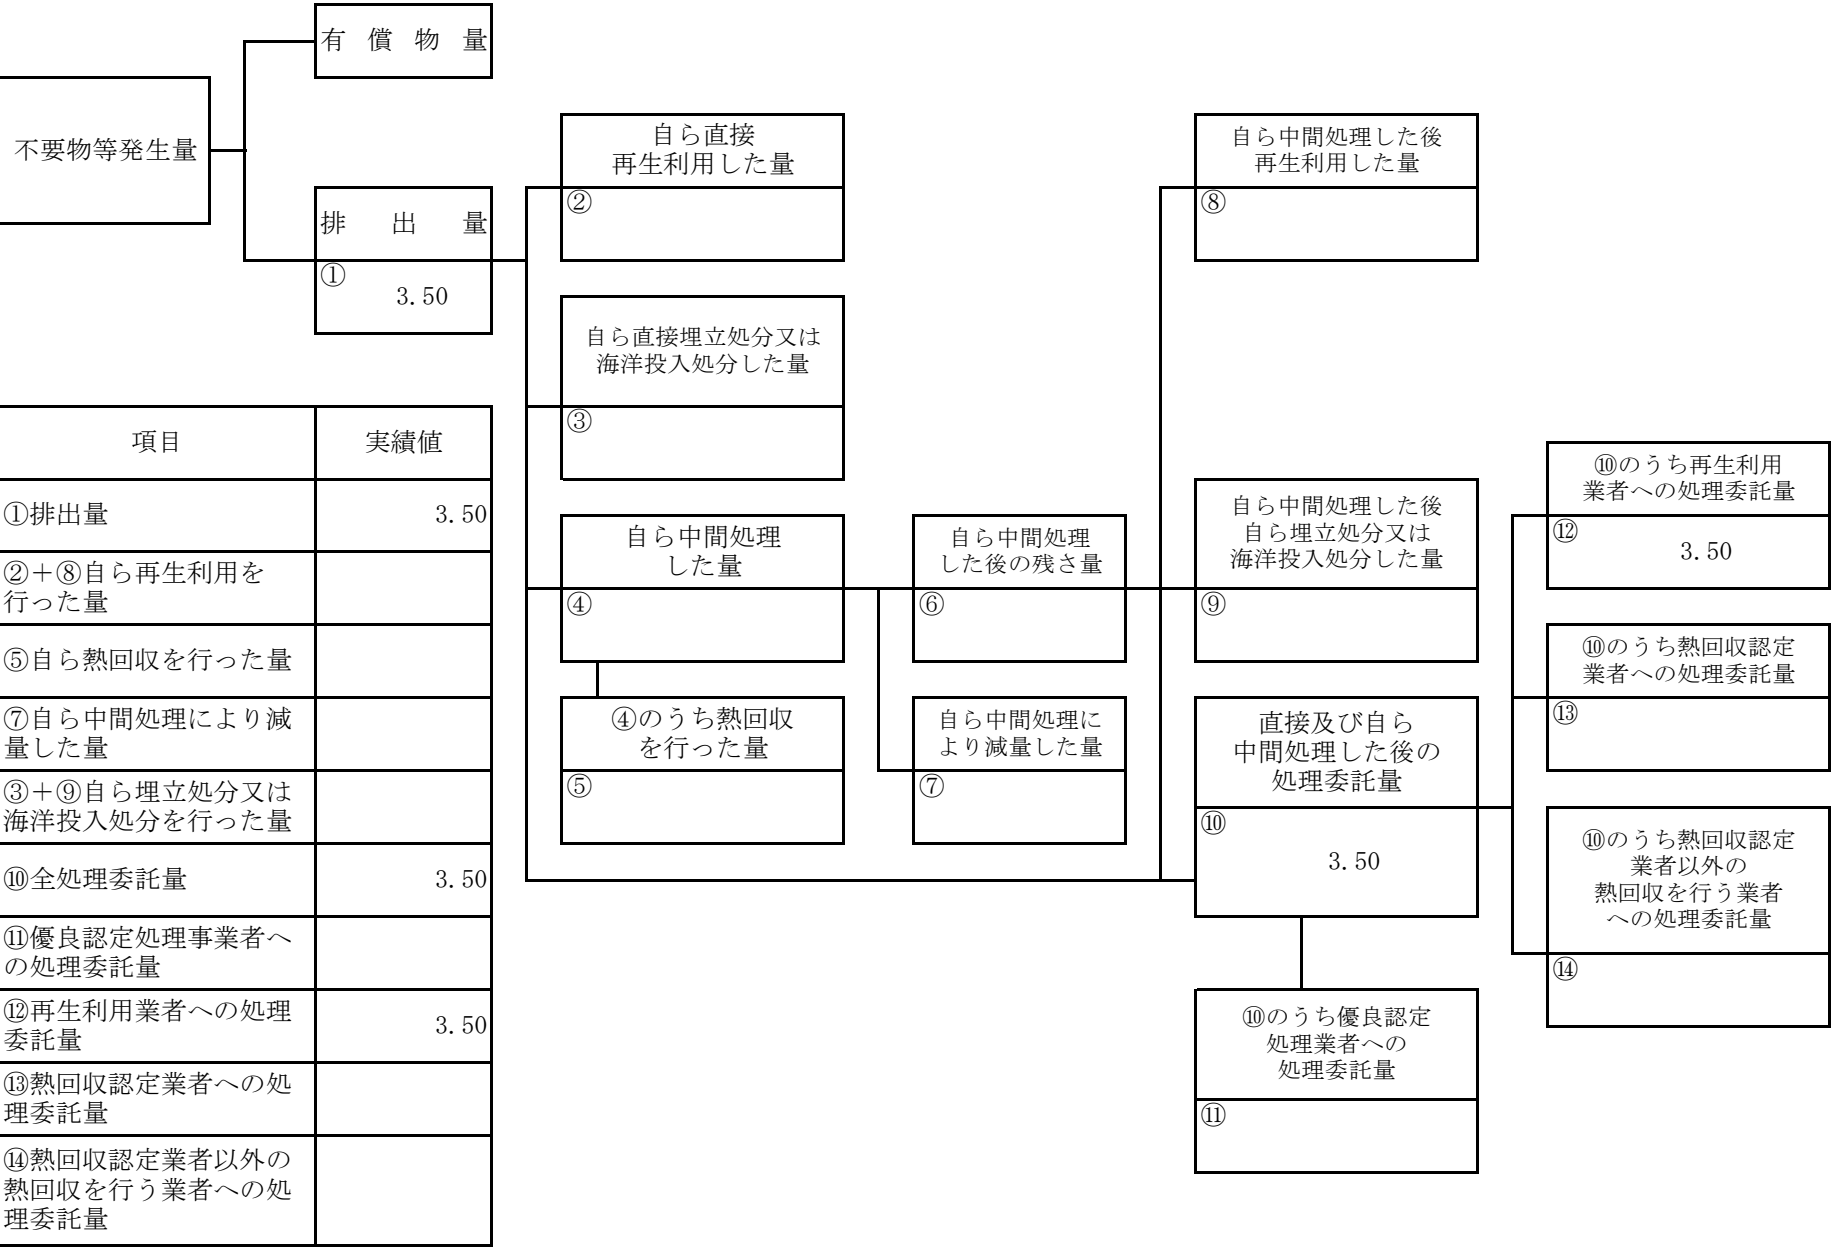 有償物量
不要物等発生量
排出量
①
3.50
自ら直接
再生利用した量
②
自ら直接埋立処分又は
海洋投入処分した量
③
自ら中間処理
した量
④
④のうち熱回収
を行った量
⑤
自ら中間処理
した後の残さ量
⑥
自ら中間処理に
より減量した量
⑦
自ら中間処理した後
再生利用した量
⑧
自ら中間処理した後
自ら埋立処分又は
海洋投入処分した量
⑨
直接及び自ら
中間処理した後の
処理委託量
⑩
3.50
⑩のうち優良認定
処理業者への
処理委託量
⑪
⑩のうち再生利用
業者への処理委託量
⑫
3.50
⑩のうち熱回収認定
業者への処理委託量
⑬
⑩のうち熱回収認定
業者以外の
熱回収を行う業者
への処理委託量
⑭
項目 実績値
①排出量 3.50
②＋⑧自ら再生利用を
行った量
⑤自ら熱回収を行った量
⑦自ら中間処理により減
量した量
③＋⑨自ら埋立処分又は
海洋投入処分を行った量
⑩全処理委託量 3.50
⑪優良認定処理事業者へ
の処理委託量
⑫再生利用業者への処理
委託量 3.50
⑬熱回収認定業者への処
理委託量
⑭熱回収認定業者以外の
熱回収を行う業者への処
理委託量